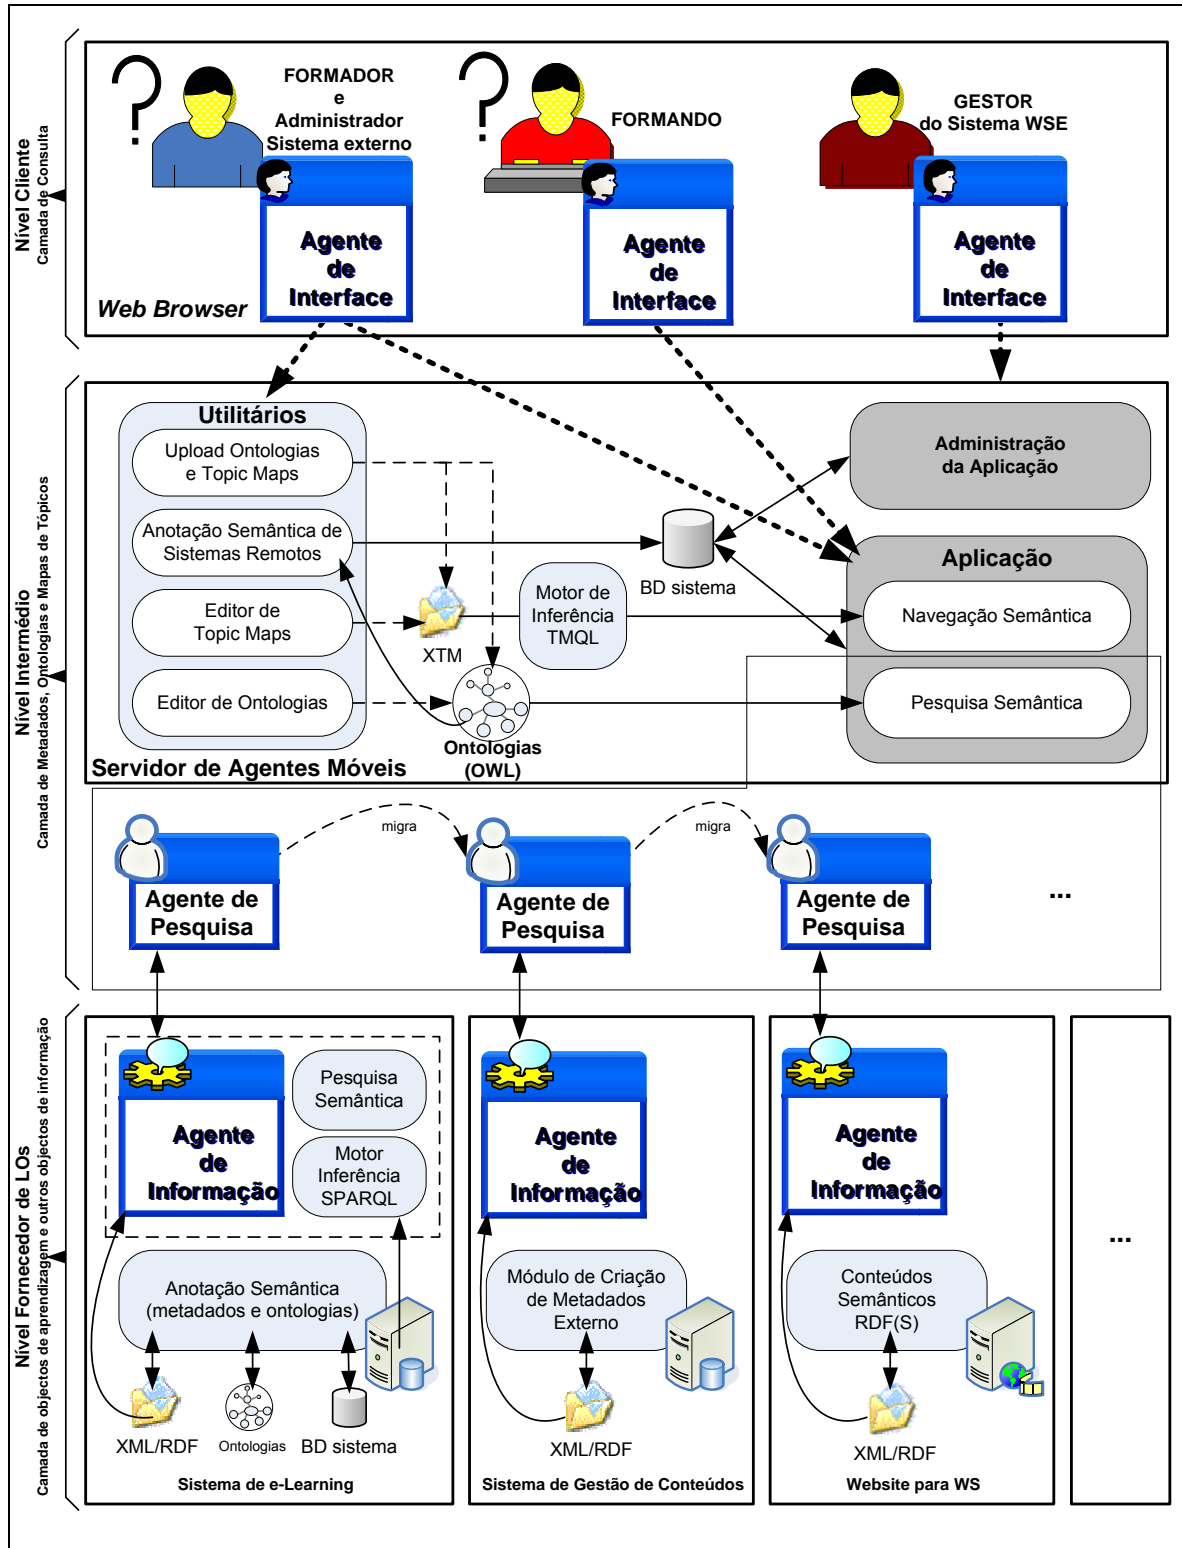 Nível Cliente
Camada de Consulta
?
FORMADOR
e
Administrador
Sistema externo
?
FORMANDO
GESTOR
do Sistema WSE
Agente
de
Interface
Agente
de
Interface
Agente
de
Interface
Web Browser
Nível Intermédio
Camada de Metadados, Ontologias e Mapas de Tópicos
Utilitários
Upload Ontologias
e Topic Maps
Anotação Semântica de
Sistemas Remotos
Editor de
Topic Maps
Editor de Ontologias
XTM
Motor de
Inferência
TMQL
BD sistema
Ontologias
(OWL)
Administração
da Aplicação
Aplicação
Navegação Semântica
Pesquisa Semântica
Servidor de Agentes Móveis
migra
migra
Agente de
Pesquisa
Agente de
Pesquisa
Agente de
Pesquisa
...
Nível Fornecedor de LOs
Camada de objectos de aprendizagem e outros objectos de informação
Agente
de
Informação
Pesquisa
Semântica
Motor
Inferência
SPARQL
Anotação Semântica
(metadados e ontologias)
XML/RDF
Ontologias
BD sistema
Sistema de e-Learning
Agente
de
Informação
Módulo de Criação
de Metadados
Externo
XML/RDF
Sistema de Gestão de Conteúdos
Agente
de
Informação
Conteúdos
Semânticos
RDF(S)
XML/RDF
Website para WS
...